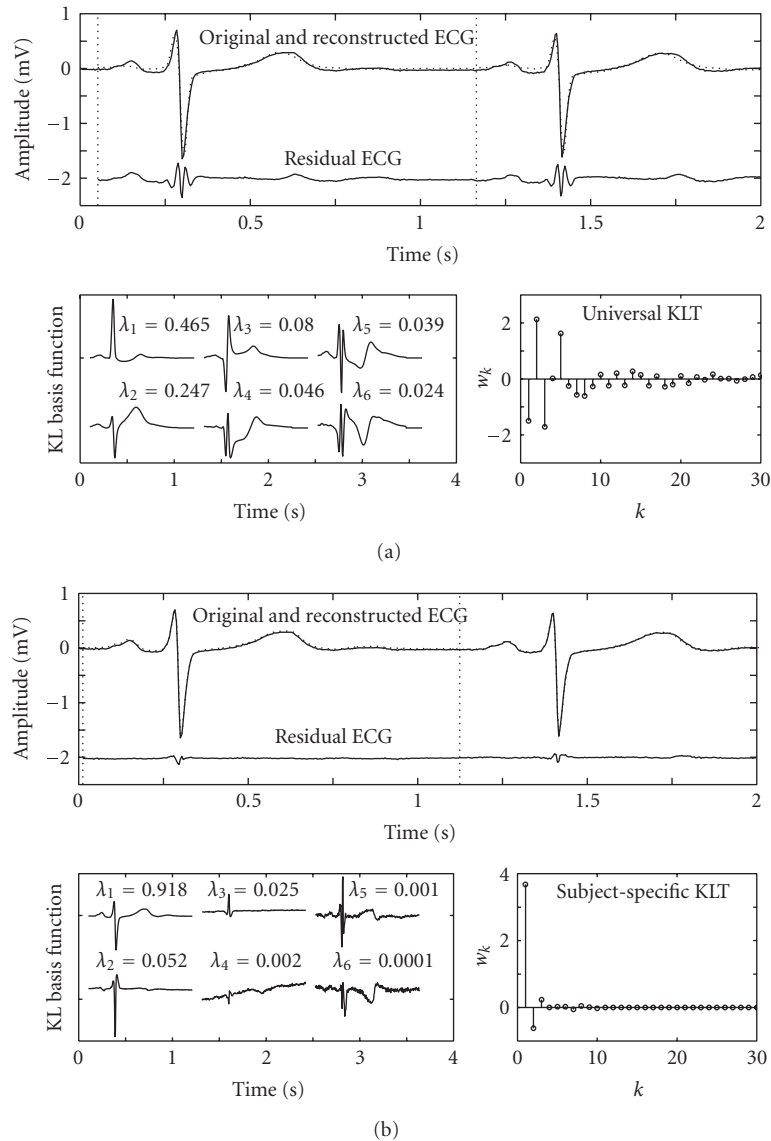 1
0
−1
−2
Amplitude (mV)
Original and reconstructed ECG
Residual ECG
0 0.5 1 1.5 2
Time (s)
KL basis function
λ1 = 0.465 λ3 = 0.08 λ5 = 0.039
λ2 = 0.247 λ4 = 0.046 λ6 = 0.024
0 1 2 3 4
Time (s)
Universal KLT
wk
2
0
−2
0 10 20 30
k
(a)
1
0
−1
−2
Amplitude (mV)
Original and reconstructed ECG
Residual ECG
0 0.5 1 1.5 2
Time (s)
KL basis function
λ1 = 0.918 λ3 = 0.025 λ5 = 0.001
λ2 = 0.052 λ4 = 0.002 λ6 = 0.0001
0 1 2 3 4
Time (s)
Subject-specific KLT
wk
4
2
0
0 10 20 30
k
(b)